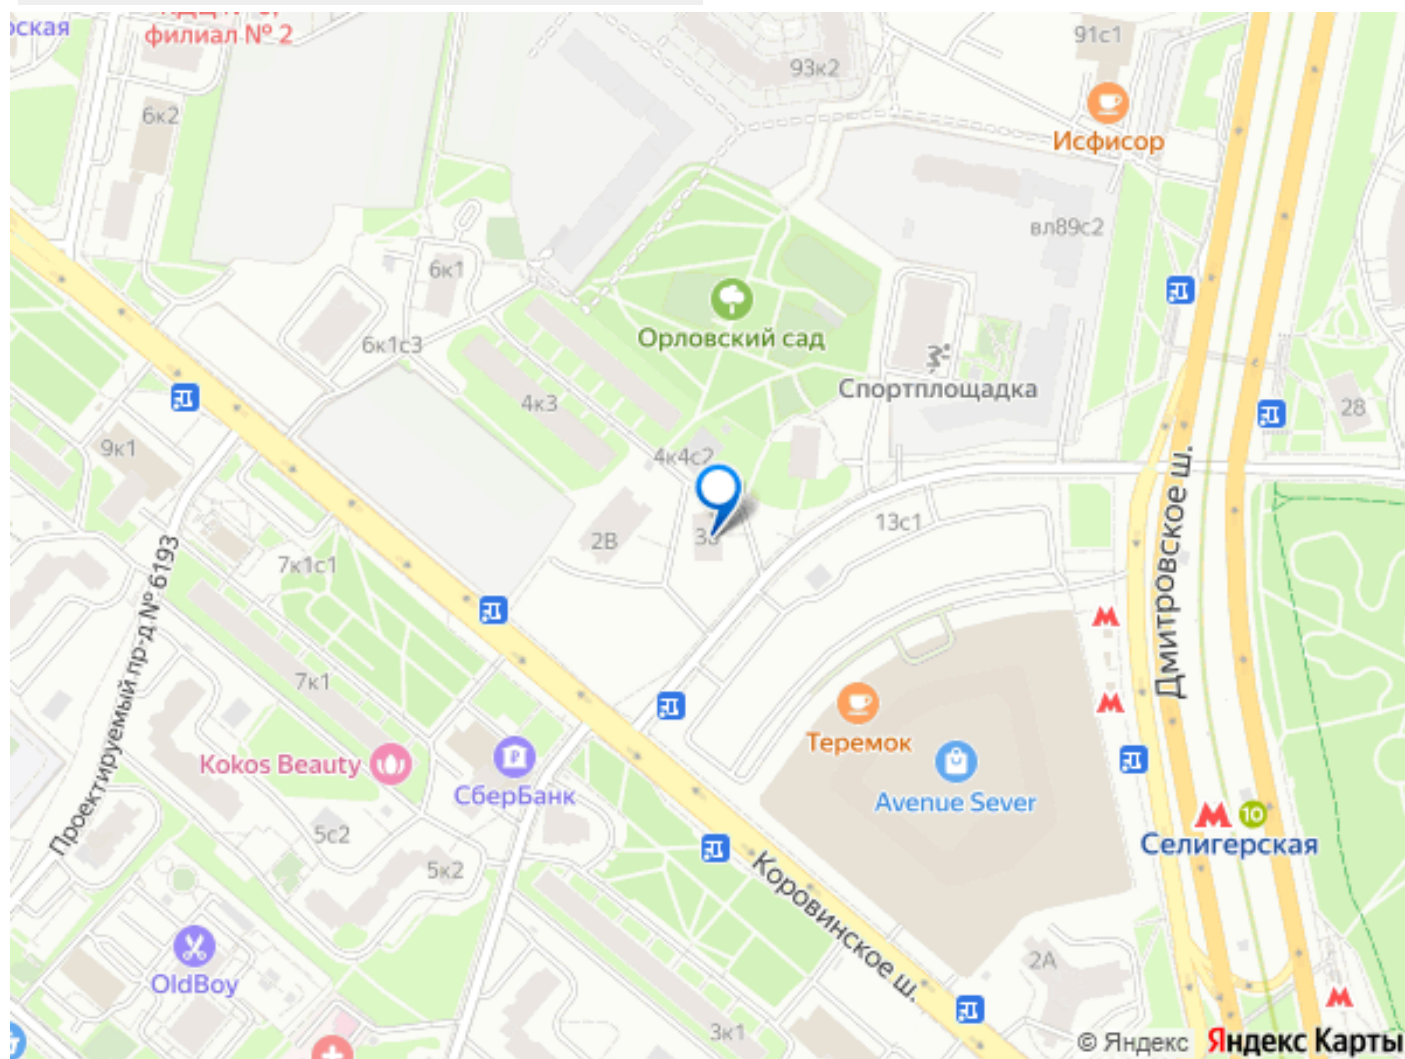 ская
филиал № 2
91с1
93к2
6к2
Исфисор
вл89с2
6к1
Орловский сад
6к1с3
Спортплощадка
4к3
28
9к1
4к4с2
Дмитровское ш.
13с1
2В
Проектируемый пр-д № 6193
7к1с1
7к1
Теремок
Kokos Beauty
СберБанк
Avenue Sever
10
Селигерская
5с2
5к2
Коровинское ш.
OldBoy
2А
3к1
© Яндекс Яндекс Карты